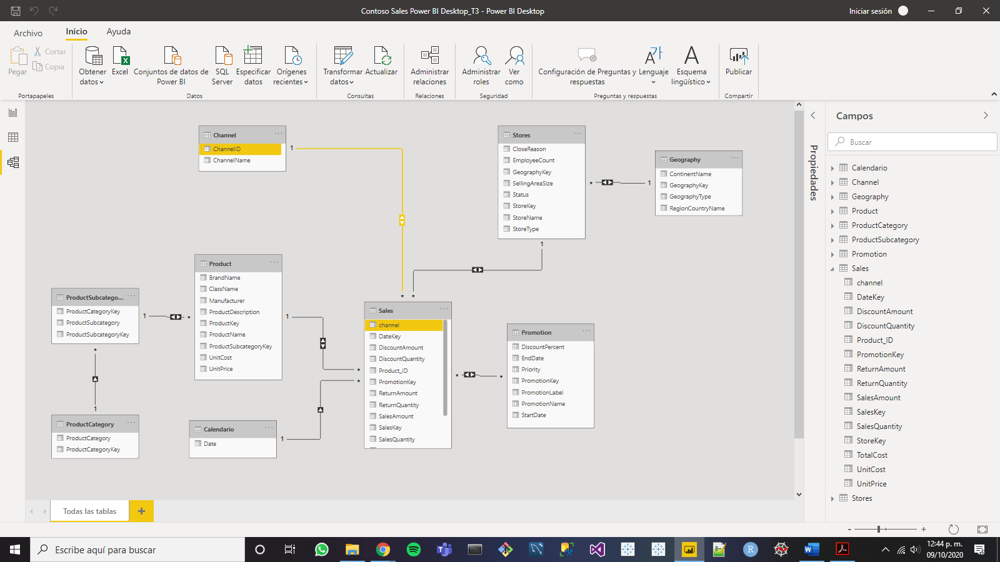 Contoso Sales Power BI Desktop_T3 - Power BI Desktop
Iniciar sesión
Archivo
Inicio
Ayuda
Pegar
Cortar
Copia
Portapapeles
Obtener
datos
Excel
Conjuntos de datos de
Power BI
SQL
Server
Especificar
datos
Orígenes
recientes
Datos
Transformar
datos
Actualizar
Consultas
Administrar
relaciones
Relaciones
Administrar
roles
Ver
como
Seguridad
Configuración de Preguntas y
respuestas
Lenguaje
Esquema
lingüístico
Preguntas y respuestas
Publicar
Compartir
Channel
ChannelID
ChannelName
1
*
Stores
CloseReason
EmployeeCount
GeographyKey
SellingAreaSize
Status
StoreKey
StoreName
StoreType
*
1
Geography
ContinentName
GeographyKey
GeographyType
RegionCountryName
1
*
ProductSubcatego...
ProductCategoryKey
ProductSubcategory
ProductSubcategoryKey
1
*
*
1
Product
BrandName
ClassName
Manufacturer
ProductDescription
ProductKey
ProductName
ProductSubcategoryKey
UnitCost
UnitPrice
1
*
ProductCategory
ProductCategory
ProductCategoryKey
Calendario
Date
1
*
Sales
channel
DateKey
DiscountAmount
DiscountQuantity
Product_ID
PromotionKey
ReturnAmount
ReturnQuantity
SalesAmount
SalesKey
SalesQuantity
*
*
Promotion
DiscountPercent
EndDate
Priority
PromotionKey
PromotionLabel
PromotionName
StartDate
Propiedades
Campos
Buscar
Calendario
Channel
Geography
Product
ProductCategory
ProductSubcategory
Promotion
Sales
channel
DateKey
DiscountAmount
DiscountQuantity
Product_ID
PromotionKey
ReturnAmount
ReturnQuantity
SalesAmount
SalesKey
SalesQuantity
StoreKey
TotalCost
UnitCost
UnitPrice
Stores
Todas las tablas
+
- +
Escribe aquí para buscar
12:44 p. m.
09/10/2020